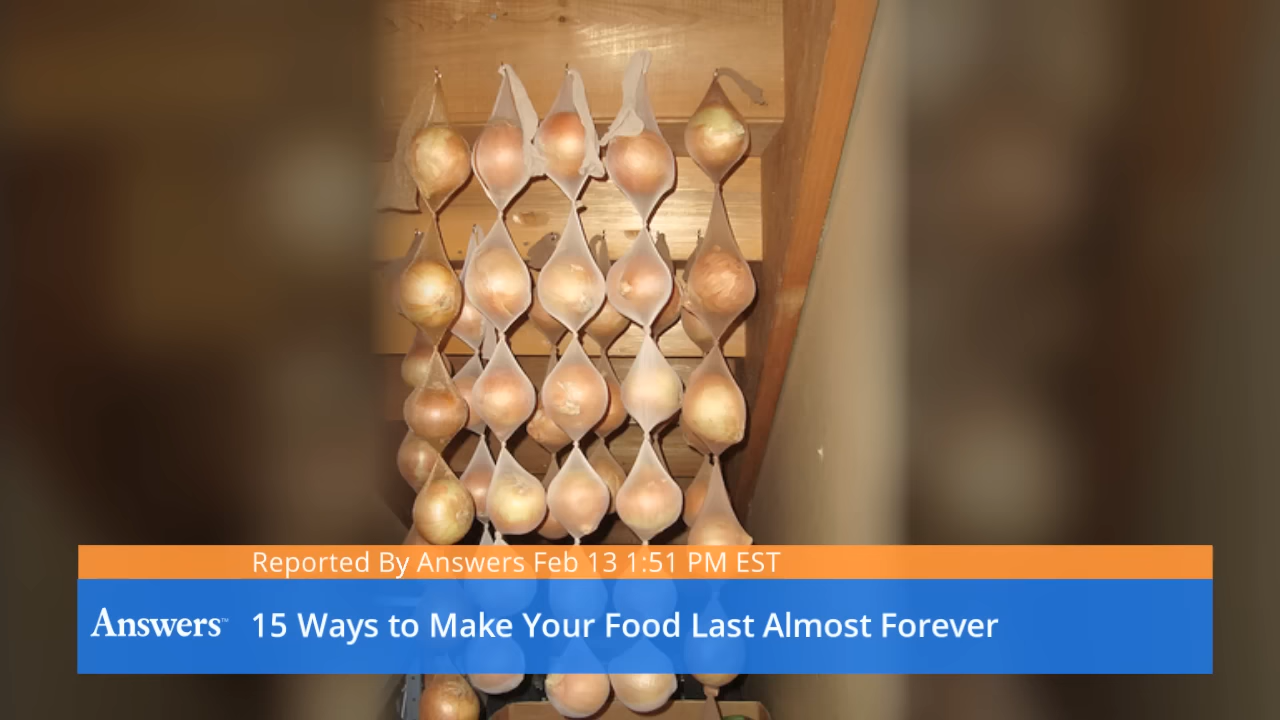 Reported By Answers Feb 13 1:51 PM EST
Answers™ 15 Ways to Make Your Food Last Almost Forever